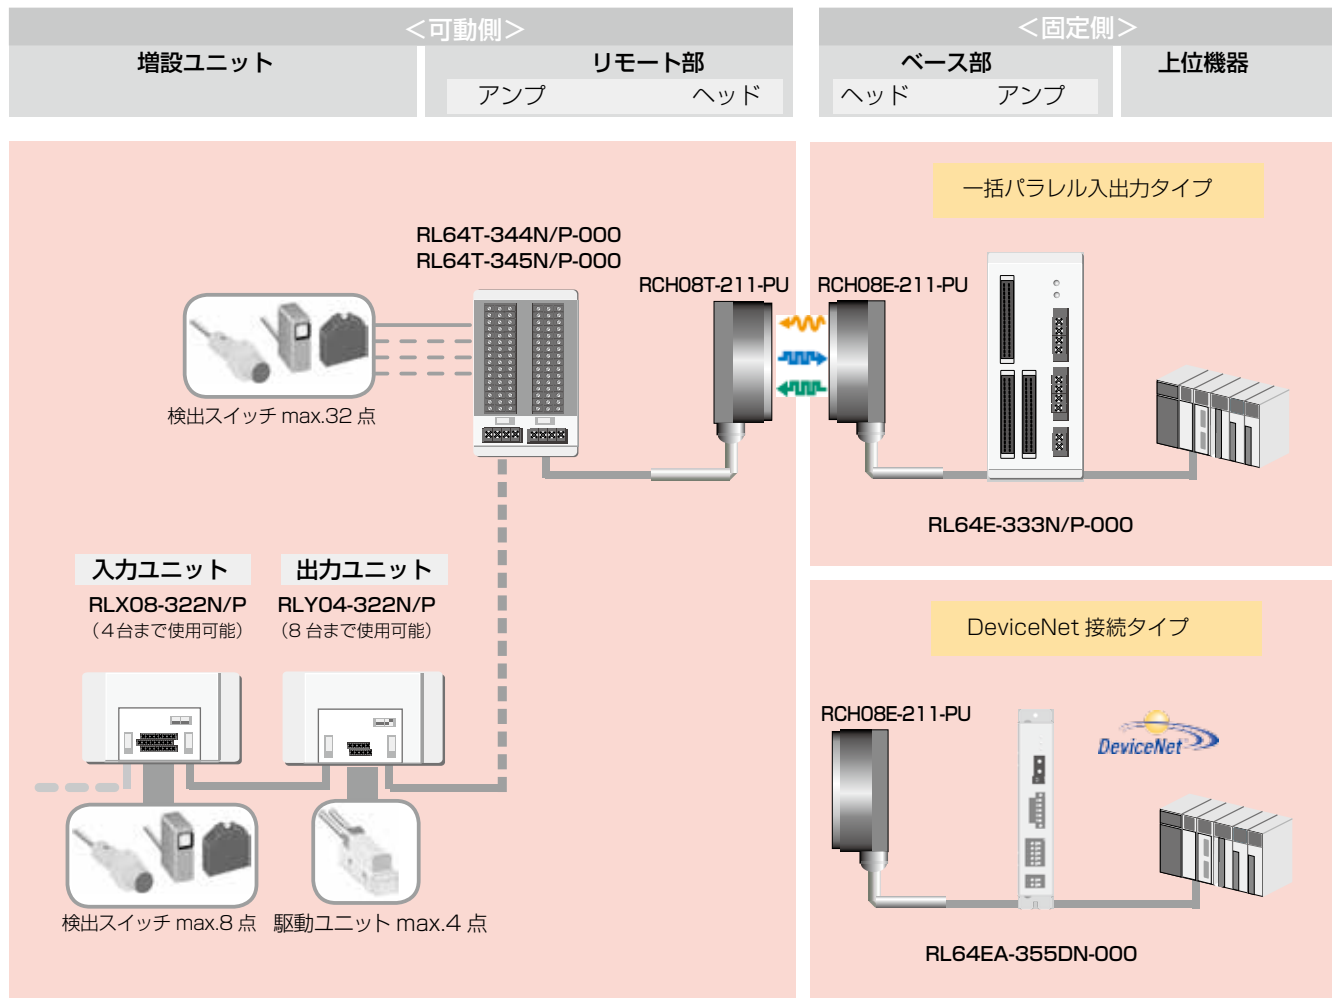 ＜可動側＞
＜固定側＞
増設ユニット
リモート部
ベース部
上位機器
アンプ
ヘッド
ヘッド
アンプ
一括パラレル入出力タイプ
RL64T-344N/P-000
RL64T-345N/P-000
RCH08T-211-PU
RCH08E-211-PU
検出スイッチ max.32 点
RL64E-333N/P-000
入力ユニット
出力ユニット
RLX08-322N/P
RLY04-322N/P
（4台まで使用可能）
（8 台まで使用可能）
DeviceNet 接続タイプ
RCH08E-211-PU
DeviceNet
検出スイッチ max.8 点
駆動ユニット max.4 点
RL64EA-355DN-000